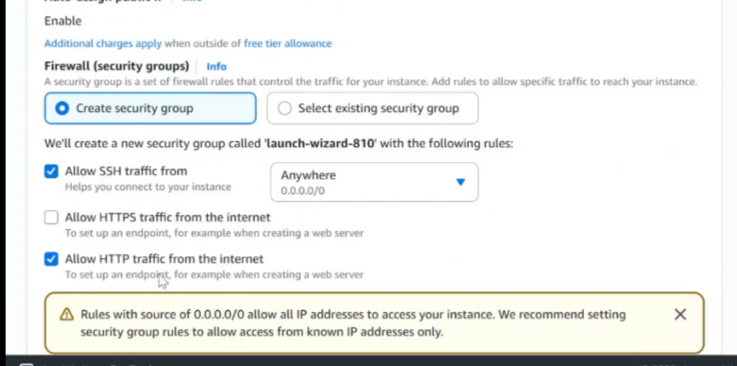 Enable
Additional charges apply when outside of free tier allowance
Firewall (security groups) Info
A security group is a set of firewall rules that control the traffic for your instance. Add rules to allow specific traffic to reach your instance.
Create security group
Select existing security group
We'll create a new security group called 'launch-wizard-810' with the following rules:
Allow SSH traffic from
Helps you connect to your instance
Anywhere
0.0.0.0/0
Allow HTTPS traffic from the internet
To set up an endpoint, for example when creating a web server
Allow HTTP traffic from the internet
To set up an endpoint, for example when creating a web server
Rules with source of 0.0.0.0/0 allow all IP addresses to access your instance. We recommend setting
security group rules to allow access from known IP addresses only.